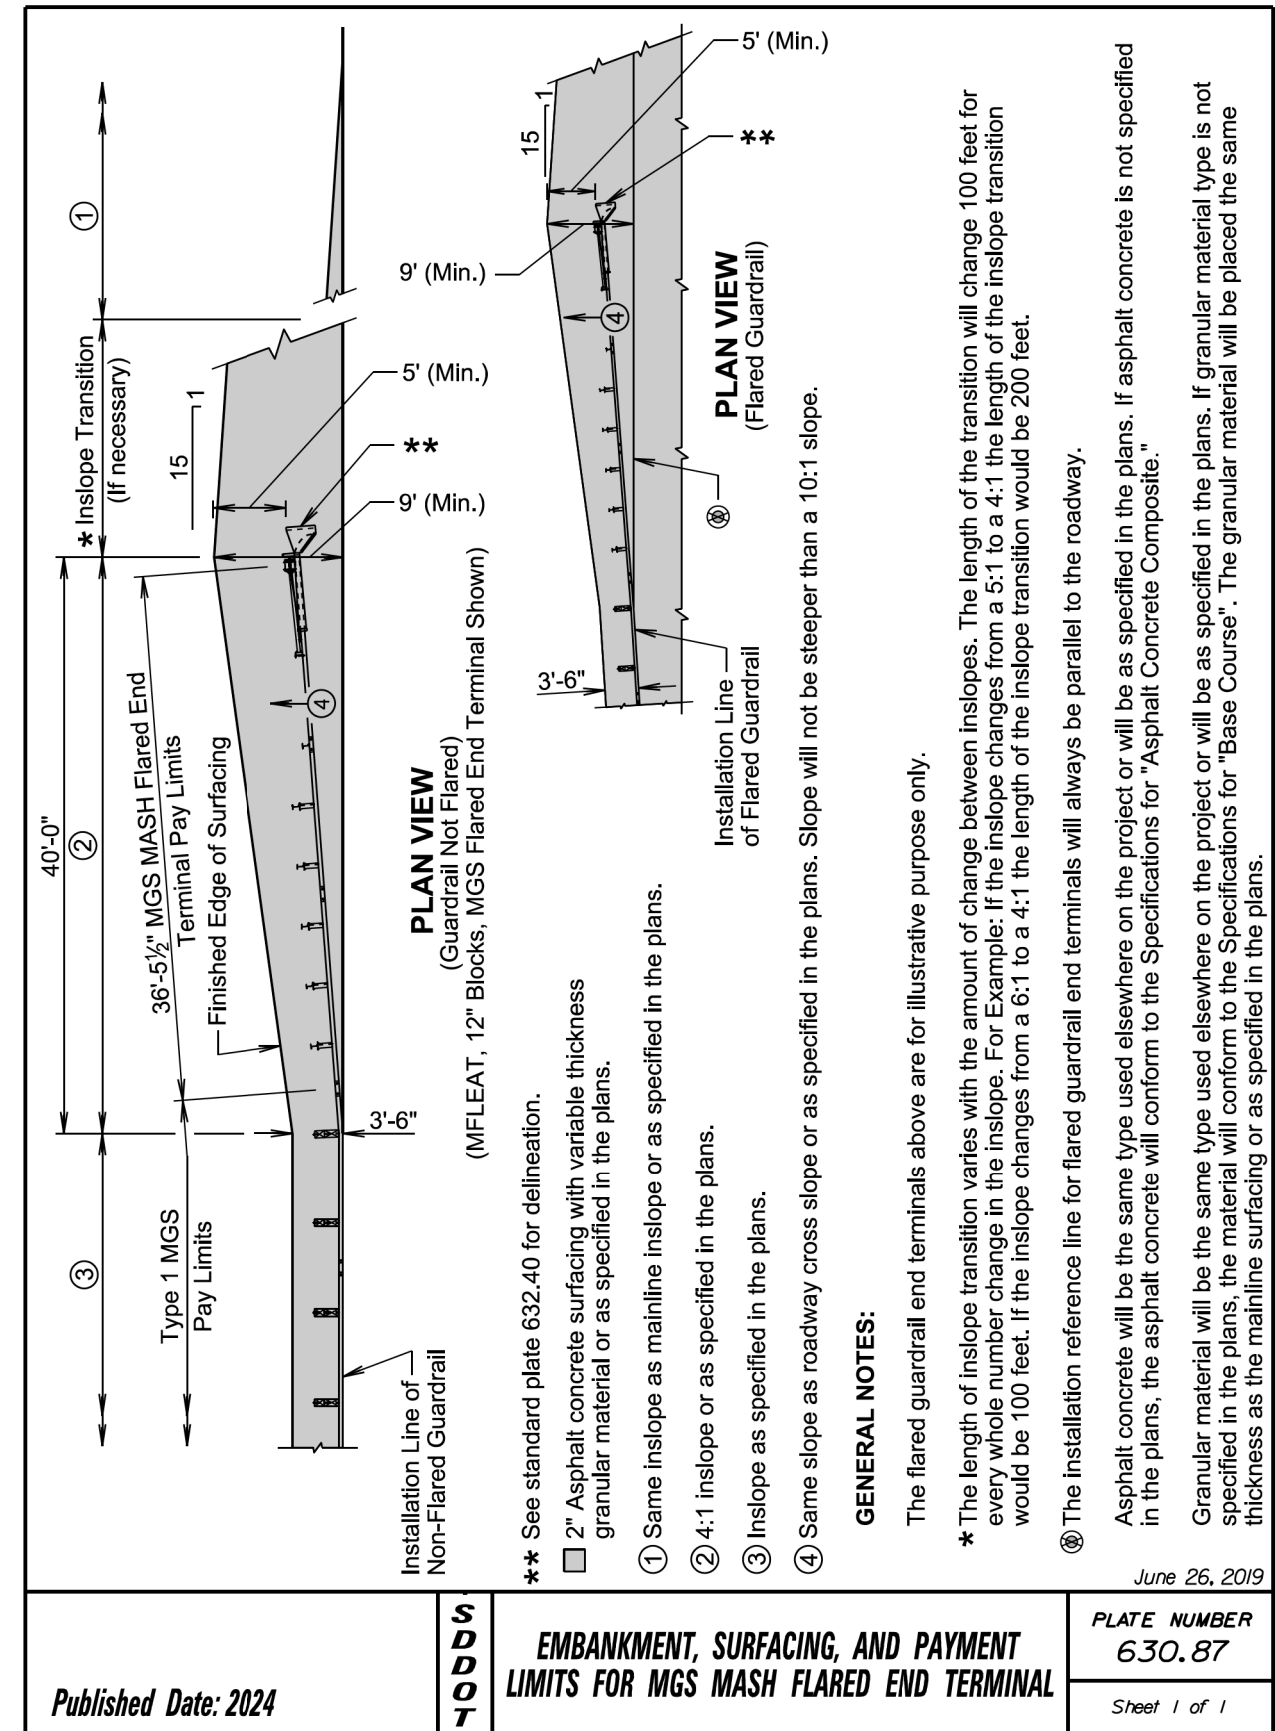 40'-0"
①
* Inslope Transition
(If necessary)
②
③
36'-5½" MGS MASH Flared End
Terminal Pay Limits
Type 1 MGS
Pay Limits
Finished Edge of Surfacing
15
1
5' (Min.)
**
9' (Min.)
④
3'-6"
Installation Line of
Non-Flared Guardrail
PLAN VIEW
(Guardrail Not Flared)
(MFLEAT, 12" Blocks, MGS Flared End Terminal Shown)
15
1
5' (Min.)
**
9' (Min.)
④
3'-6"
Installation Line
of Flared Guardrail
PLAN VIEW
(Flared Guardrail)
** See standard plate 632.40 for delineation.
2" Asphalt concrete surfacing with variable thickness
granular material or as specified in the plans.
① Same inslope as mainline inslope or as specified in the plans.
② 4:1 inslope or as specified in the plans.
③ Inslope as specified in the plans.
④ Same slope as roadway cross slope or as specified in the plans. Slope will not be steeper than a 10:1 slope.
GENERAL NOTES:
The flared guardrail end terminals above are for illustrative purpose only.
* The length of inslope transition varies with the amount of change between inslopes. The length of the transition will change 100 feet for
every whole number change in the inslope. For Example: If the inslope changes from a 5:1 to a 4:1 the length of the inslope transition
would be 100 feet. If the inslope changes from a 6:1 to a 4:1 the length of the inslope transition would be 200 feet.
The installation reference line for flared guardrail end terminals will always be parallel to the roadway.
Asphalt concrete will be the same type used elsewhere on the project or will be as specified in the plans. If asphalt concrete is not specified
in the plans, the asphalt concrete will conform to the Specifications for "Asphalt Concrete Composite."
Granular material will be the same type used elsewhere on the project or will be as specified in the plans. If granular material type is not
specified in the plans, the material will conform to the Specifications for "Base Course". The granular material will be placed the same
thickness as the mainline surfacing or as specified in the plans.
June 26, 2019
Published Date: 2024
SDDOT
EMBANKMENT, SURFACING, AND PAYMENT
LIMITS FOR MGS MASH FLARED END TERMINAL
PLATE NUMBER
630.87
Sheet 1 of 1